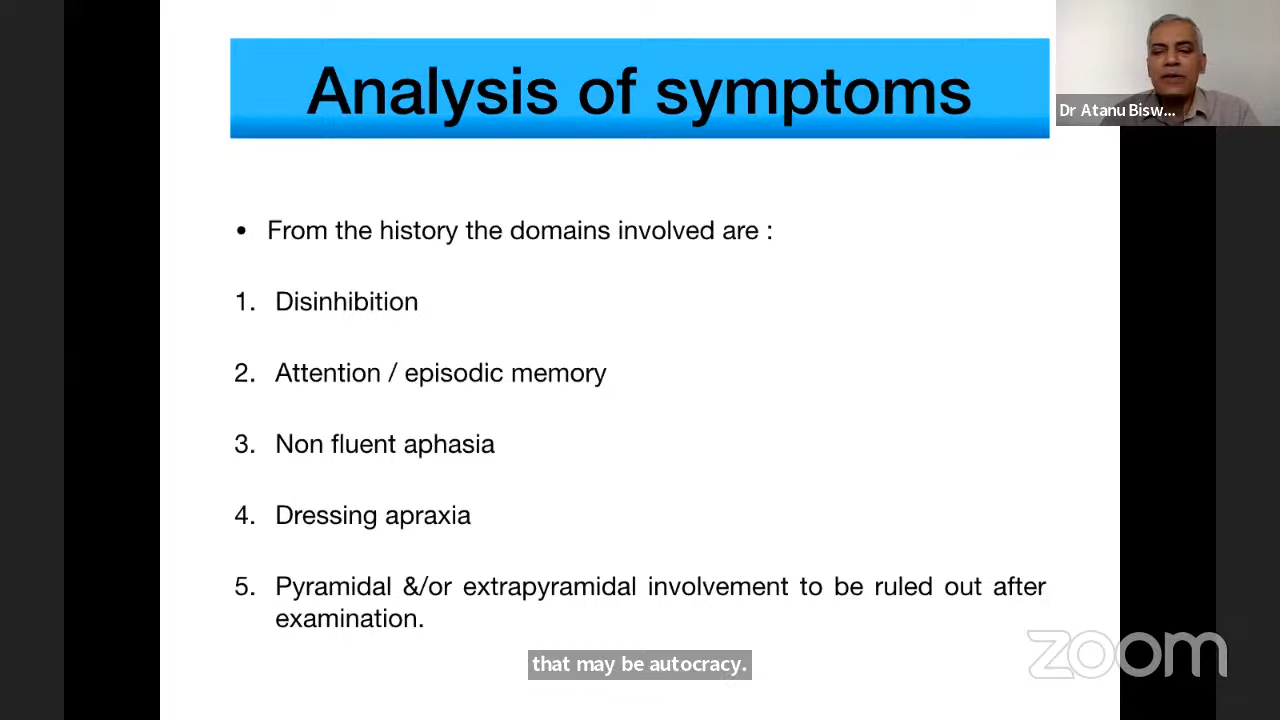 Analysis of symptoms
Dr Atanu Bisw...
• From the history the domains involved are :
1. Disinhibition
2. Attention / episodic memory
3. Non fluent aphasia
4. Dressing apraxia
5. Pyramidal &/or extrapyramidal involvement to be ruled out after
examination.
that may be autocracy.
zoom